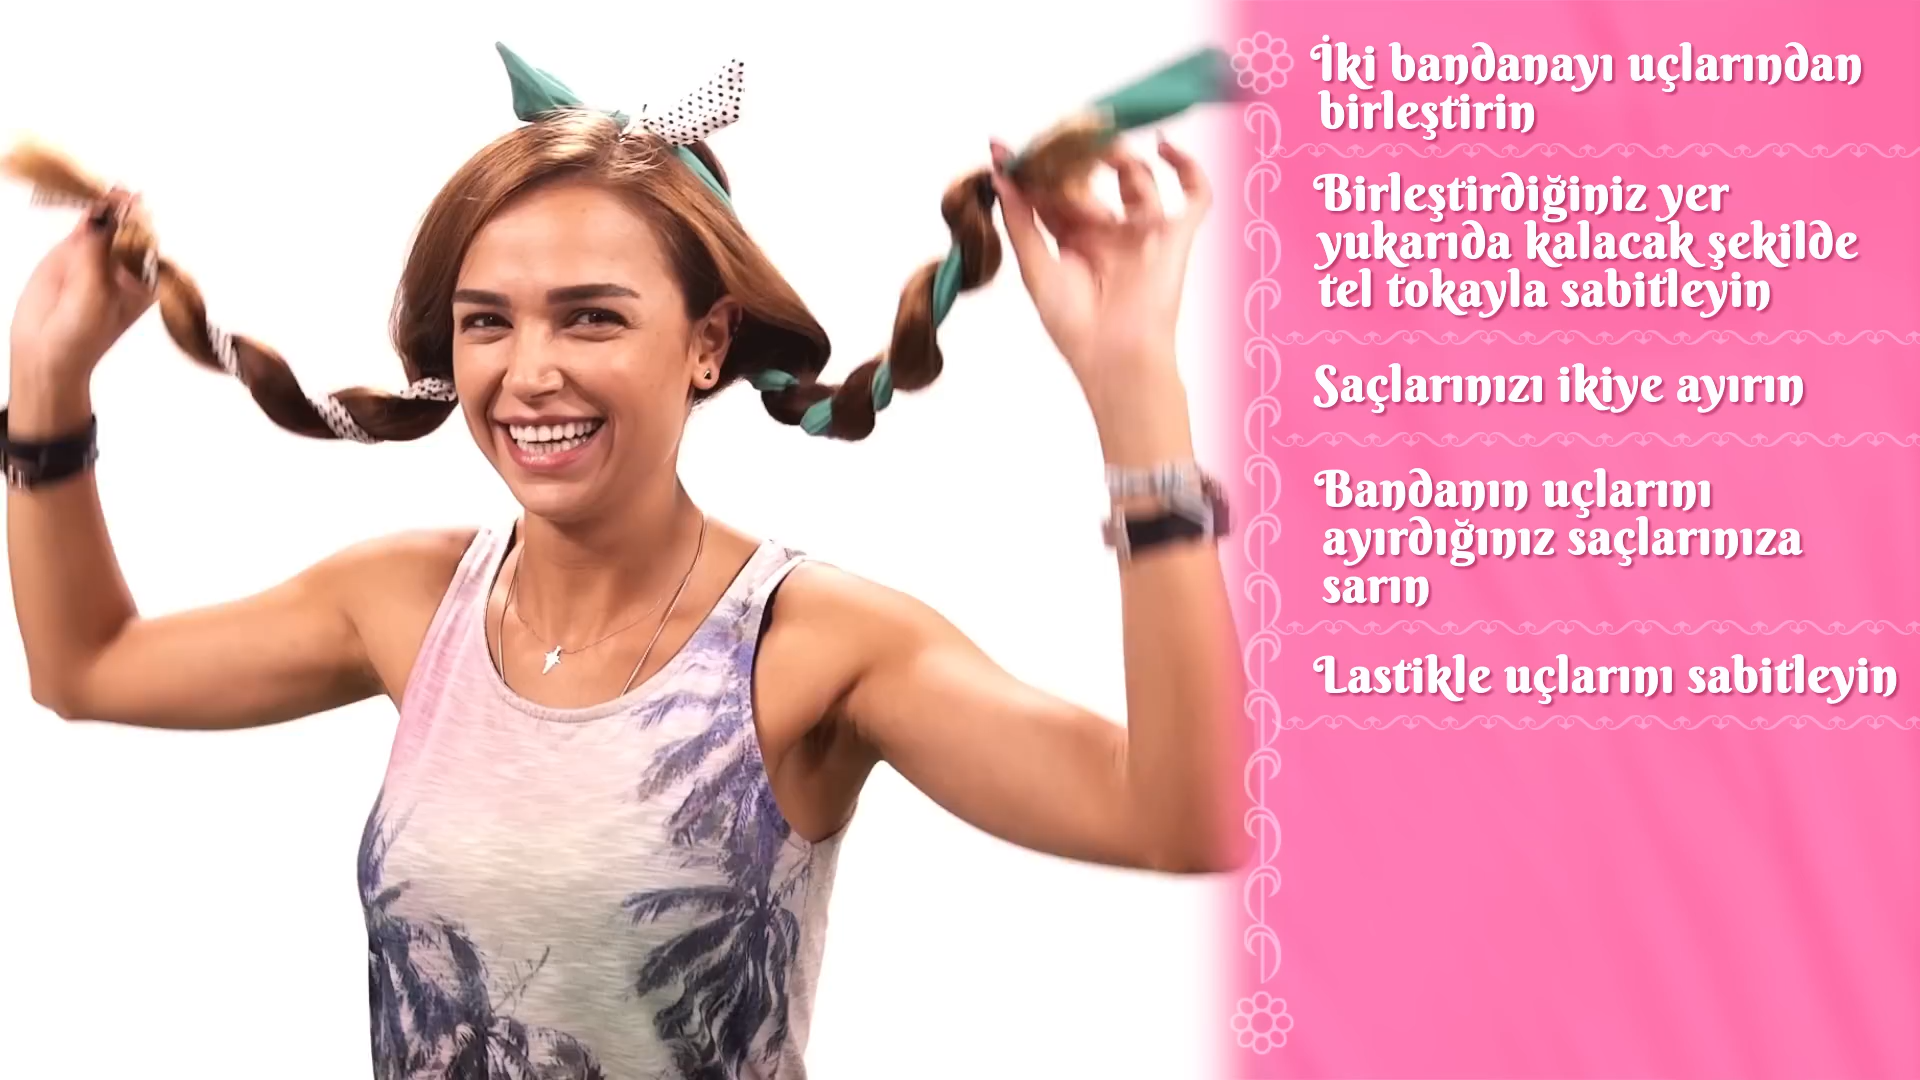 İki bandanayı uçlarından
birleştirin
Birleştirdiğiniz yer
yukarıda kalacak şekilde
tel tokayla sabitleyin
Saçlarınızı ikiye ayırın
Bandanın uçlarını
ayırdığınız saçlarınıza
sarın
Lastikle uçlarını sabitleyin